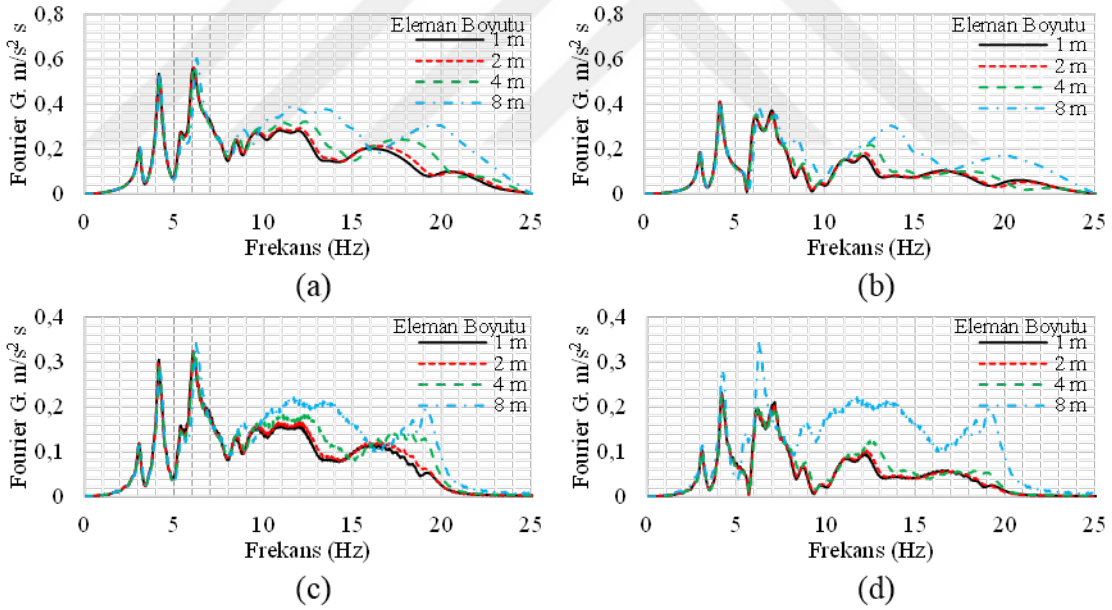 Fourier G. m/s² s
0,8
0,6
0,4
0,2
0
0 5 10 15 20 25
Frekans (Hz)
Eleman Boyutu
1 m
2 m
4 m
8 m
(a)
Fourier G. m/s² s
0,8
0,6
0,4
0,2
0
0 5 10 15 20 25
Frekans (Hz)
Eleman Boyutu
1 m
2 m
4 m
8 m
(b)
Fourier G. m/s² s
0,4
0,3
0,2
0,1
0
0 5 10 15 20 25
Frekans (Hz)
Eleman Boyutu
1 m
2 m
4 m
8 m
(c)
Fourier G. m/s² s
0,4
0,3
0,2
0,1
0
0 5 10 15 20 25
Frekans (Hz)
Eleman Boyutu
1 m
2 m
4 m
8 m
(d)